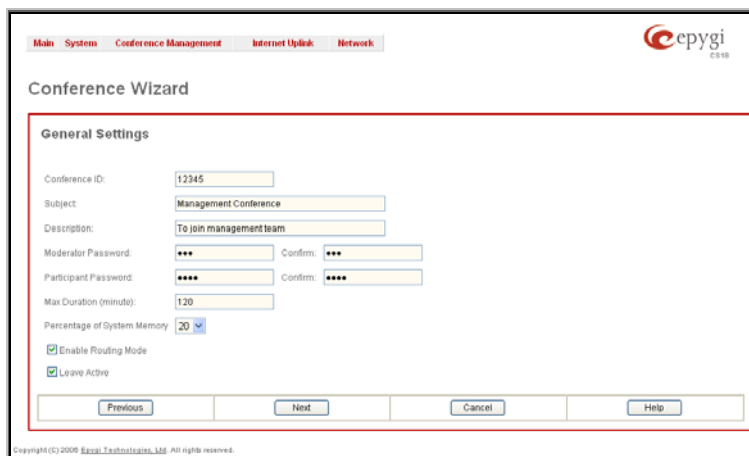 Main System Conference Management Internet Uplink Network
epygi
CS18
Conference Wizard
General Settings
Conference ID: 12345
Subject: Management Conference
Description: To join management team
Moderator Password: ••• Confirm: •••
Participant Password: •••• Confirm: ••••
Max Duration (minute): 120
Percentage of System Memory 20
Enable Routing Mode
Leave Active
Previous Next Cancel Help
Copyright (C) 2006 Epygi Technologies, Ltd. All rights reserved.